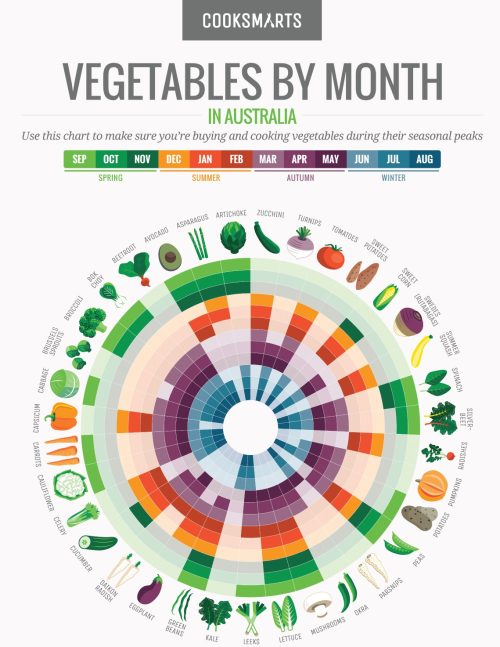 COOKSMARTS
VEGETABLES BY MONTH
IN AUSTRALIA
Use this chart to make sure you're buying and cooking vegetables during their seasonal peaks
SEP OCT NOV DEC JAN FEB MAR APR MAY JUN JUL AUG
SPRING SUMMER AUTUMN WINTER
ARTICHOKE
ZUCCHINI
TURNIPS
TOMATOES
SWEET
POTATOES
SWEET
CORN
SWEDES
(RUTABAGAS)
SUMMER
SQUASH
SPINACH
SILVER-
BEET
RADISHES
PUMPKINS
POTATOES
PEAS
PARSNIPS
OKRA
MUSHROOMS
LETTUCE
LEEKS
KALE
GREEN
BEANS
EGGPLANT
DAIKON
RADISH
CUCUMBER
CELERY
CAULIFLOWER
CARROTS
CAPSICUM
CABBAGE
BRUSSELS
SPROUTS
BROCCOLI
BOK
CHOY
BEETROOT
AVOCADO
ASPARAGUS